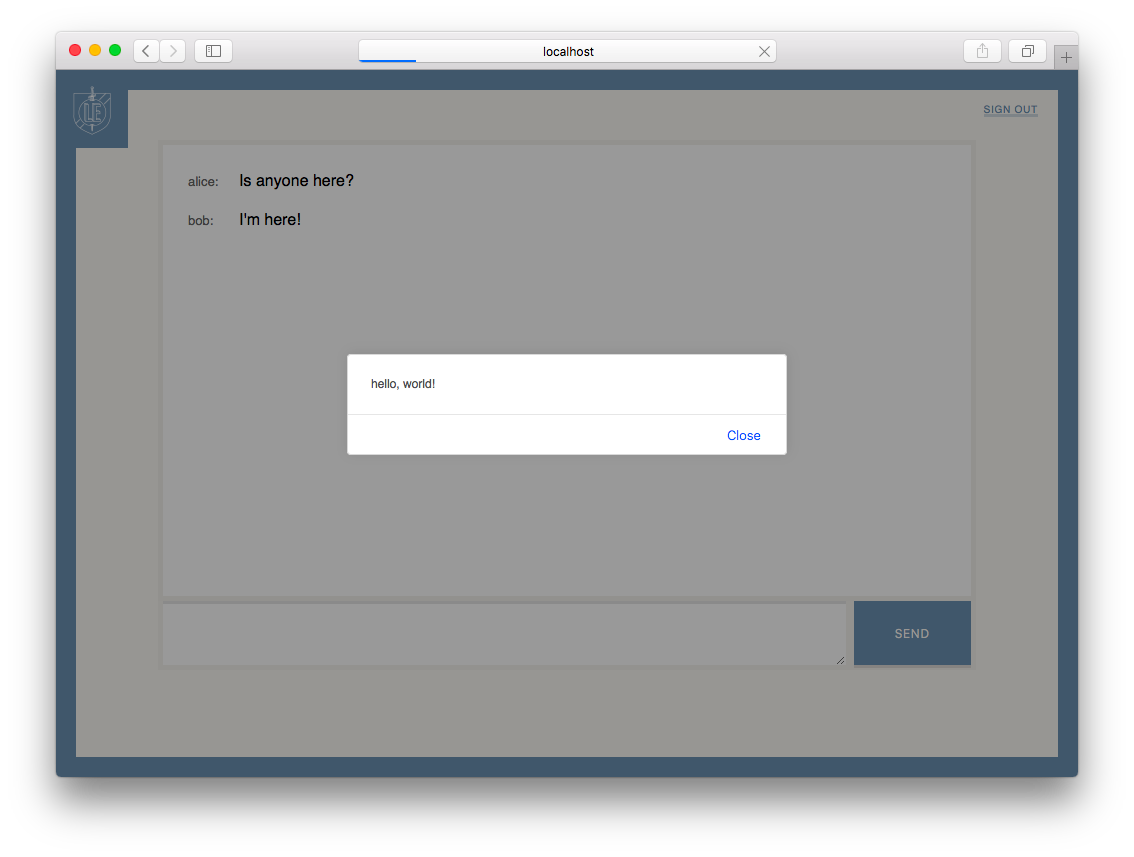 localhost
LE
SIGN OUT
alice: Is anyone here?
bob: I'm here!
hello, world!
Close
SEND